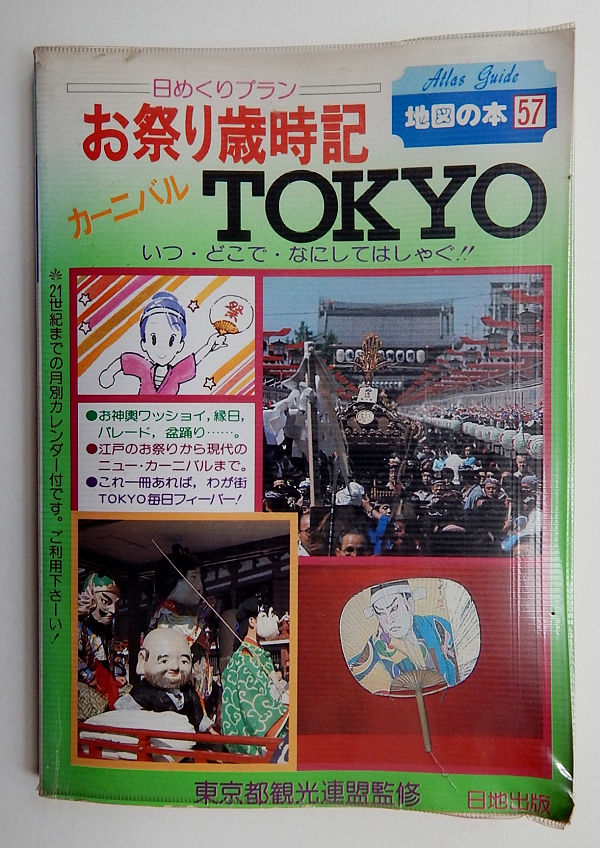 日めくりプラン
Atlas Guide
地図の本 57
お祭り歳時記
カーニバル
TOKYO
いつ・どこで・なにしてはしゃぐ!!
※21世紀までの月別カレンダー付です。ご利用下さーい!
祭
●お神輿ワッショイ,縁日,
パレード,盆踊り……。
●江戸のお祭りから現代の
ニュー・カーニバルまで。
●これ一冊あれば,わが街
TOKYO毎日フィーバー!
東京都観光連盟監修
日地出版